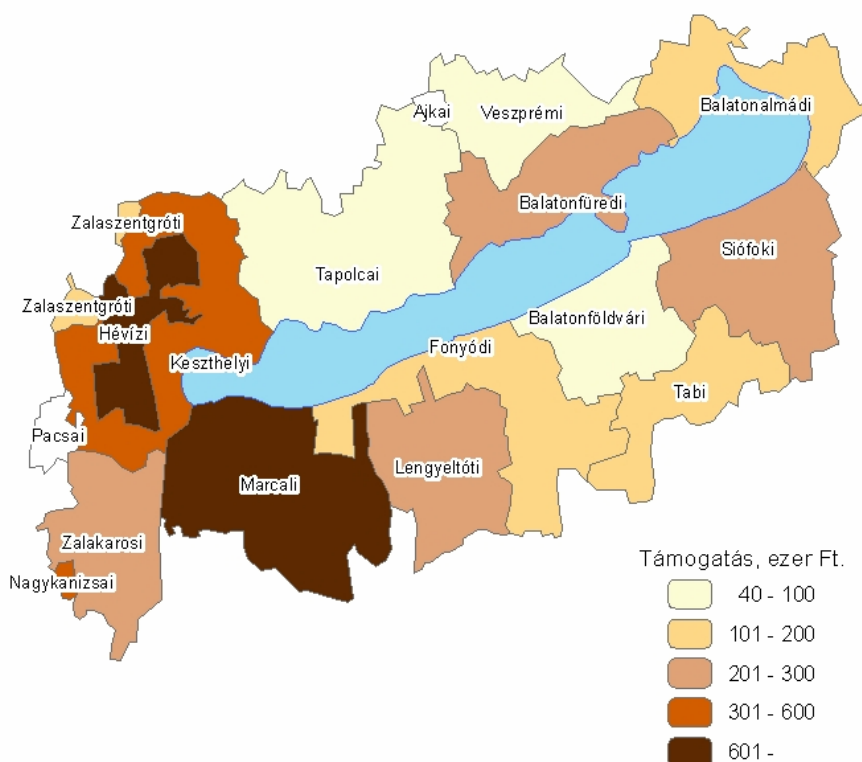 Ajkai
Veszprémi
Balatonalmádi
Zalaszentgróti
Balatonfüredi
Siófoki
Tapolcai
Zalaszentgróti
Hévízi
Balatonföldvári
Fonyódi
Keszthelyi
Tabi
Pacsai
Lengyeltóti
Marcali
Zalakarosi
Nagykanizsai
Támogatás, ezer Ft.
40 - 100
101 - 200
201 - 300
301 - 600
601 -